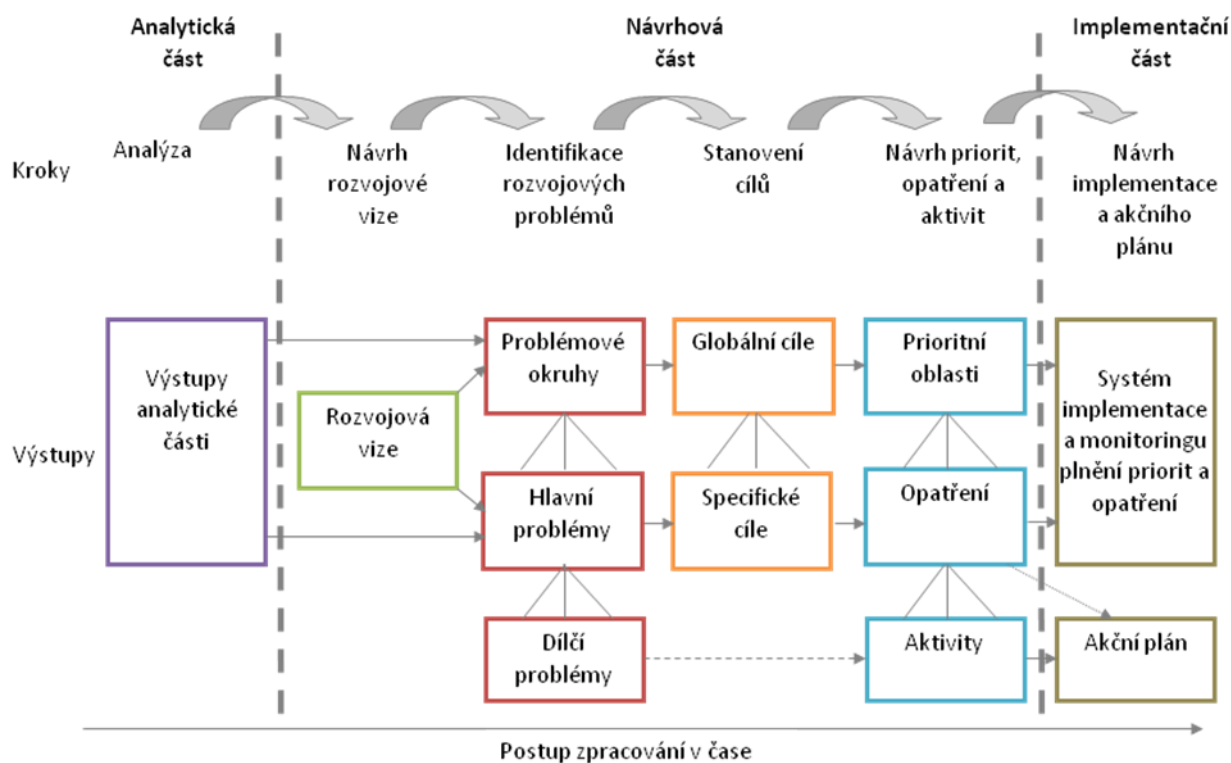 Analytická
část
Návrhová
část
Implementační
část
Kroky
Analýza
Návrh
rozvojové
vize
Identifikace
rozvojových
problémů
Stanovení
cílů
Návrh priorit,
opatření a
aktivit
Návrh
implementace
a akčního
plánu
Výstupy
Výstupy
analytické
části
Rozvojová
vize
Problémové
okruhy
Hlavní
problémy
Dílčí
problémy
Globální cíle
Specifické
cíle
Prioritní
oblasti
Opatření
Aktivity
Systém
implementace
a monitoringu
plnění priorit a
opatření
Akční plán
Postup zpracování v čase